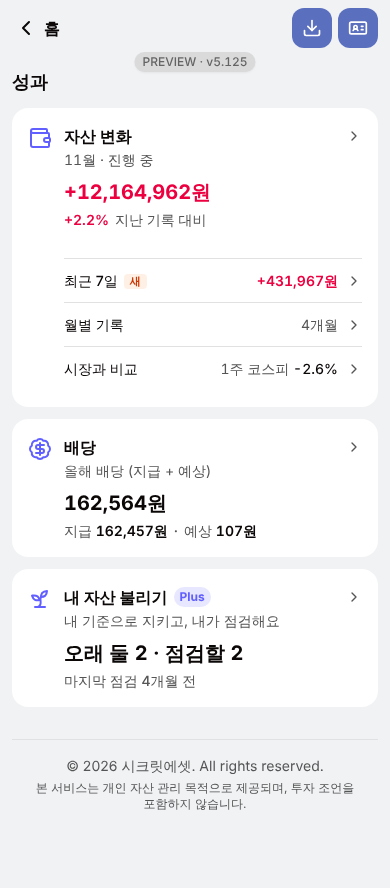 홈
PREVIEW · v5.125
성과
자산 변화
11월 · 진행 중
+12,164,962원
+2.2% 지난 기록 대비
최근 7일 새 +431,967원
월별 기록 4개월
시장과 비교 1주 코스피 -2.6%
배당
올해 배당 (지급 + 예상)
162,564원
지급 162,457원 · 예상 107원
내 자산 불리기 Plus
내 기준으로 지키고, 내가 점검해요
오래 둘 2 · 점검할 2
마지막 점검 4개월 전
© 2026 시크릿에셋. All rights reserved.
본 서비스는 개인 자산 관리 목적으로 제공되며, 투자 조언을
포함하지 않습니다.